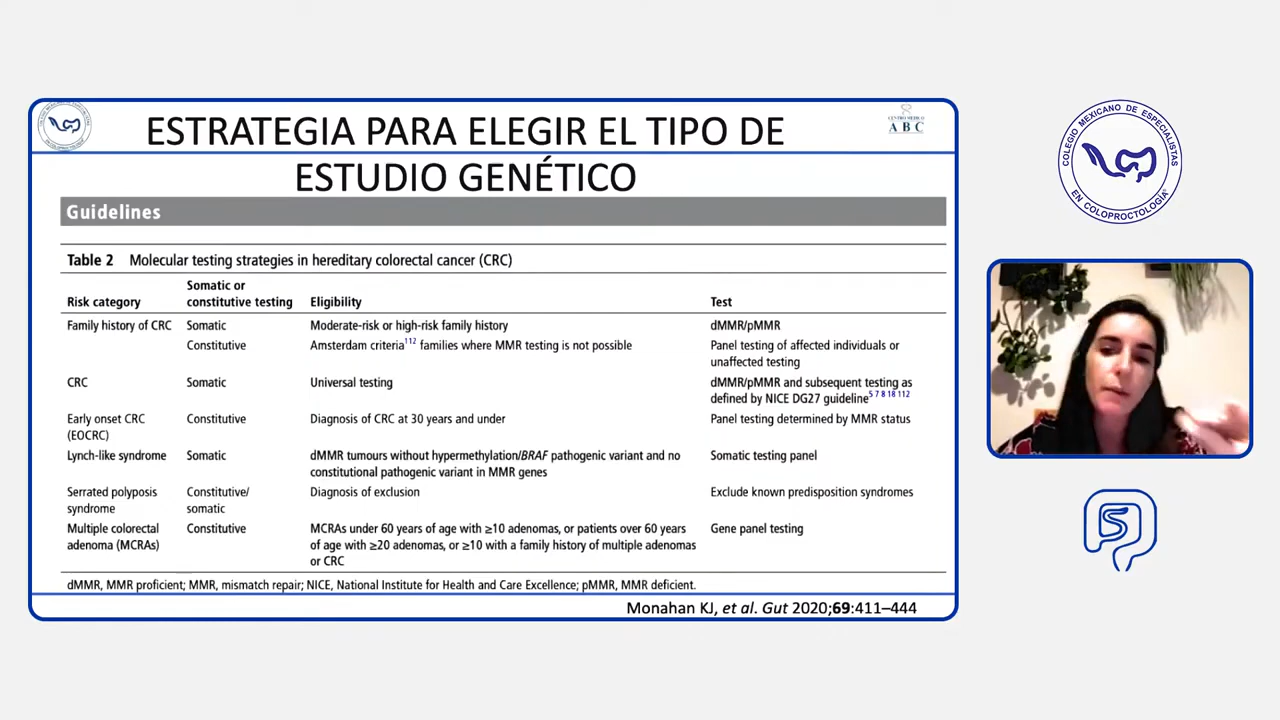 ESTRATEGIA PARA ELEGIR EL TIPO DE
ESTUDIO GENÉTICO
CENTRO MEDICO
ABC
Guidelines
Table 2 Molecular testing strategies in hereditary colorectal cancer (CRC)
Risk category Somatic or constitutive testing Eligibility Test
Family history of CRC Somatic Moderate-risk or high-risk family history dMMR/pMMR
Constitutive Amsterdam criteria112 families where MMR testing is not possible Panel testing of affected individuals or
unaffected testing
CRC Somatic Universal testing dMMR/pMMR and subsequent testing as
defined by NICE DG27 guideline5 7 8 18 112
Early onset CRC Constitutive Diagnosis of CRC at 30 years and under Panel testing determined by MMR status
(EOCRC)
Lynch-like syndrome Somatic dMMR tumours without hypermethylation/BRAF pathogenic variant and no Somatic testing panel
constitutional pathogenic variant in MMR genes
Serrated polyposis Constitutive/ Diagnosis of exclusion Exclude known predisposition syndromes
syndrome somatic
Multiple colorectal Constitutive MCRAs under 60 years of age with ≥10 adenomas, or patients over 60 years Gene panel testing
adenoma (MCRAs) of age with ≥20 adenomas, or ≥10 with a family history of multiple adenomas
or CRC
dMMR, MMR proficient; MMR, mismatch repair; NICE, National Institute for Health and Care Excellence; pMMR, MMR deficient.
Monahan KJ, et al. Gut 2020;69:411–444
COLEGIO MEXICANO DE ESPECIALISTAS
EN COLOPROCTOLOGÍA